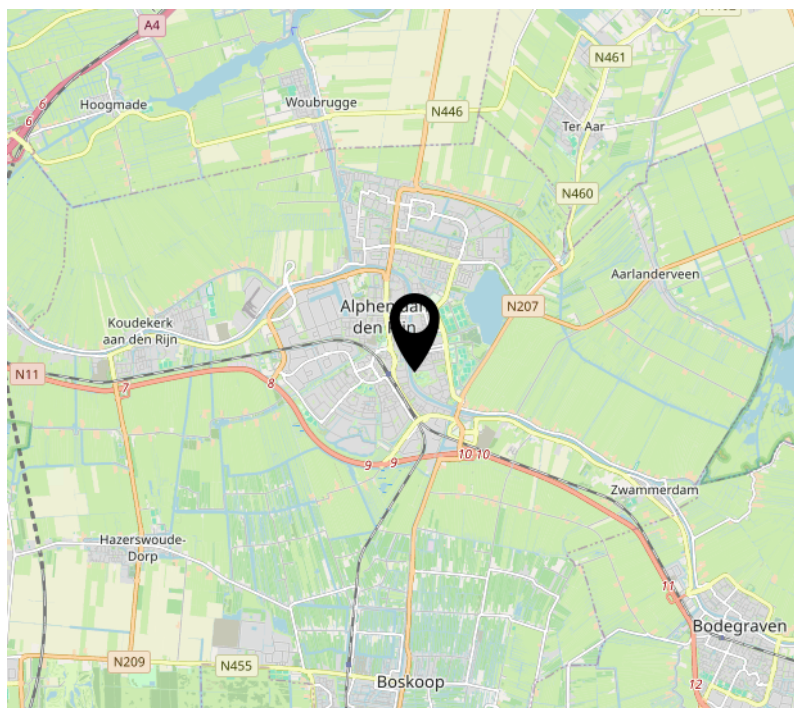 A4
N461
6
Hoogmade
Woubrugge
N446
6
Ter Aar
N460
Aarlanderveen
Alphen aan
den Rijn
N207
Koudekerk
aan den Rijn
N11
7
8
9
9
10
10
Zwammerdam
Hazerswoude-
Dorp
11
Bodegraven
N209
N455
Boskoop
12